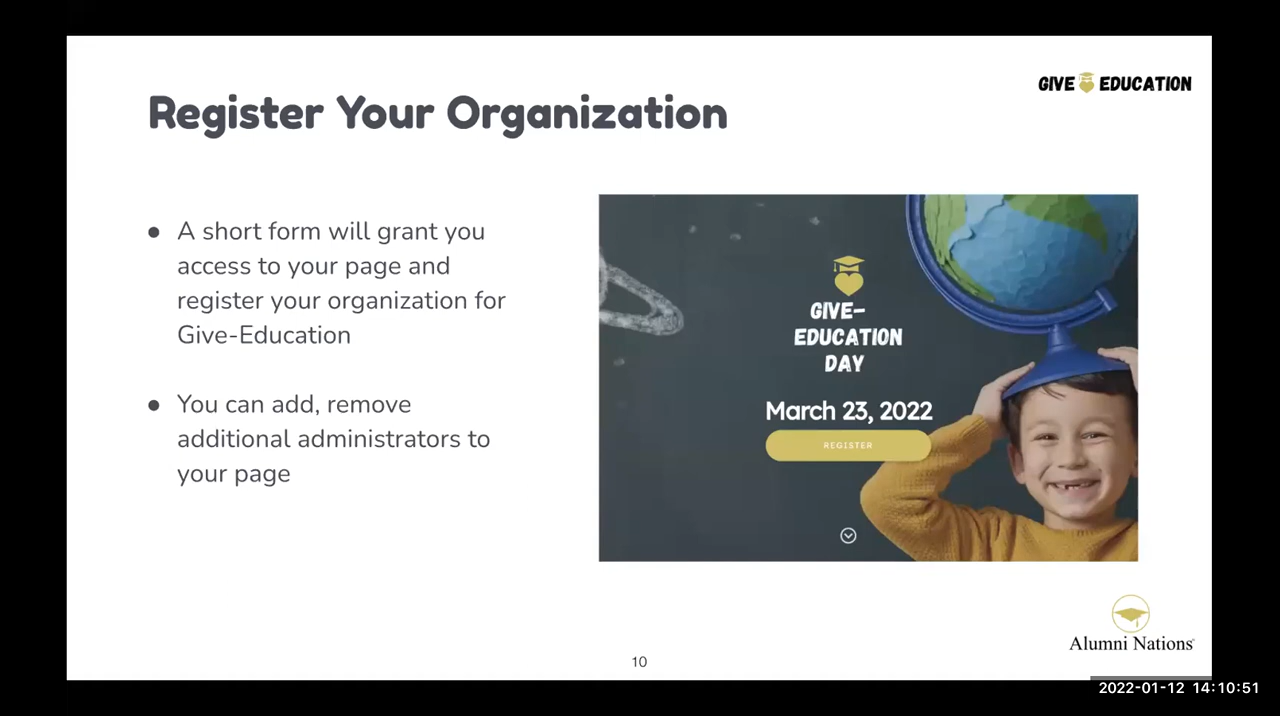 GIVE EDUCATION
Register Your Organization
● A short form will grant you
access to your page and
register your organization for
Give-Education
● You can add, remove
additional administrators to
your page
GIVE-
EDUCATION
DAY
March 23, 2022
REGISTER
Alumni Nations
10
2022-01-12 14:10:51